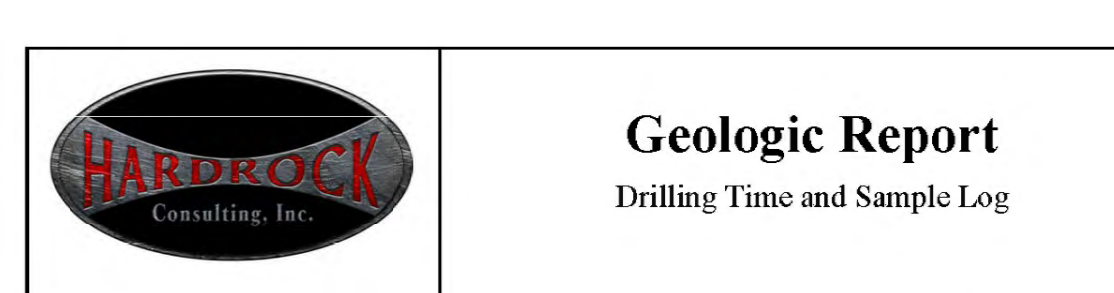 HARDROCK
Consulting, Inc.
Geologic Report
Drilling Time and Sample Log